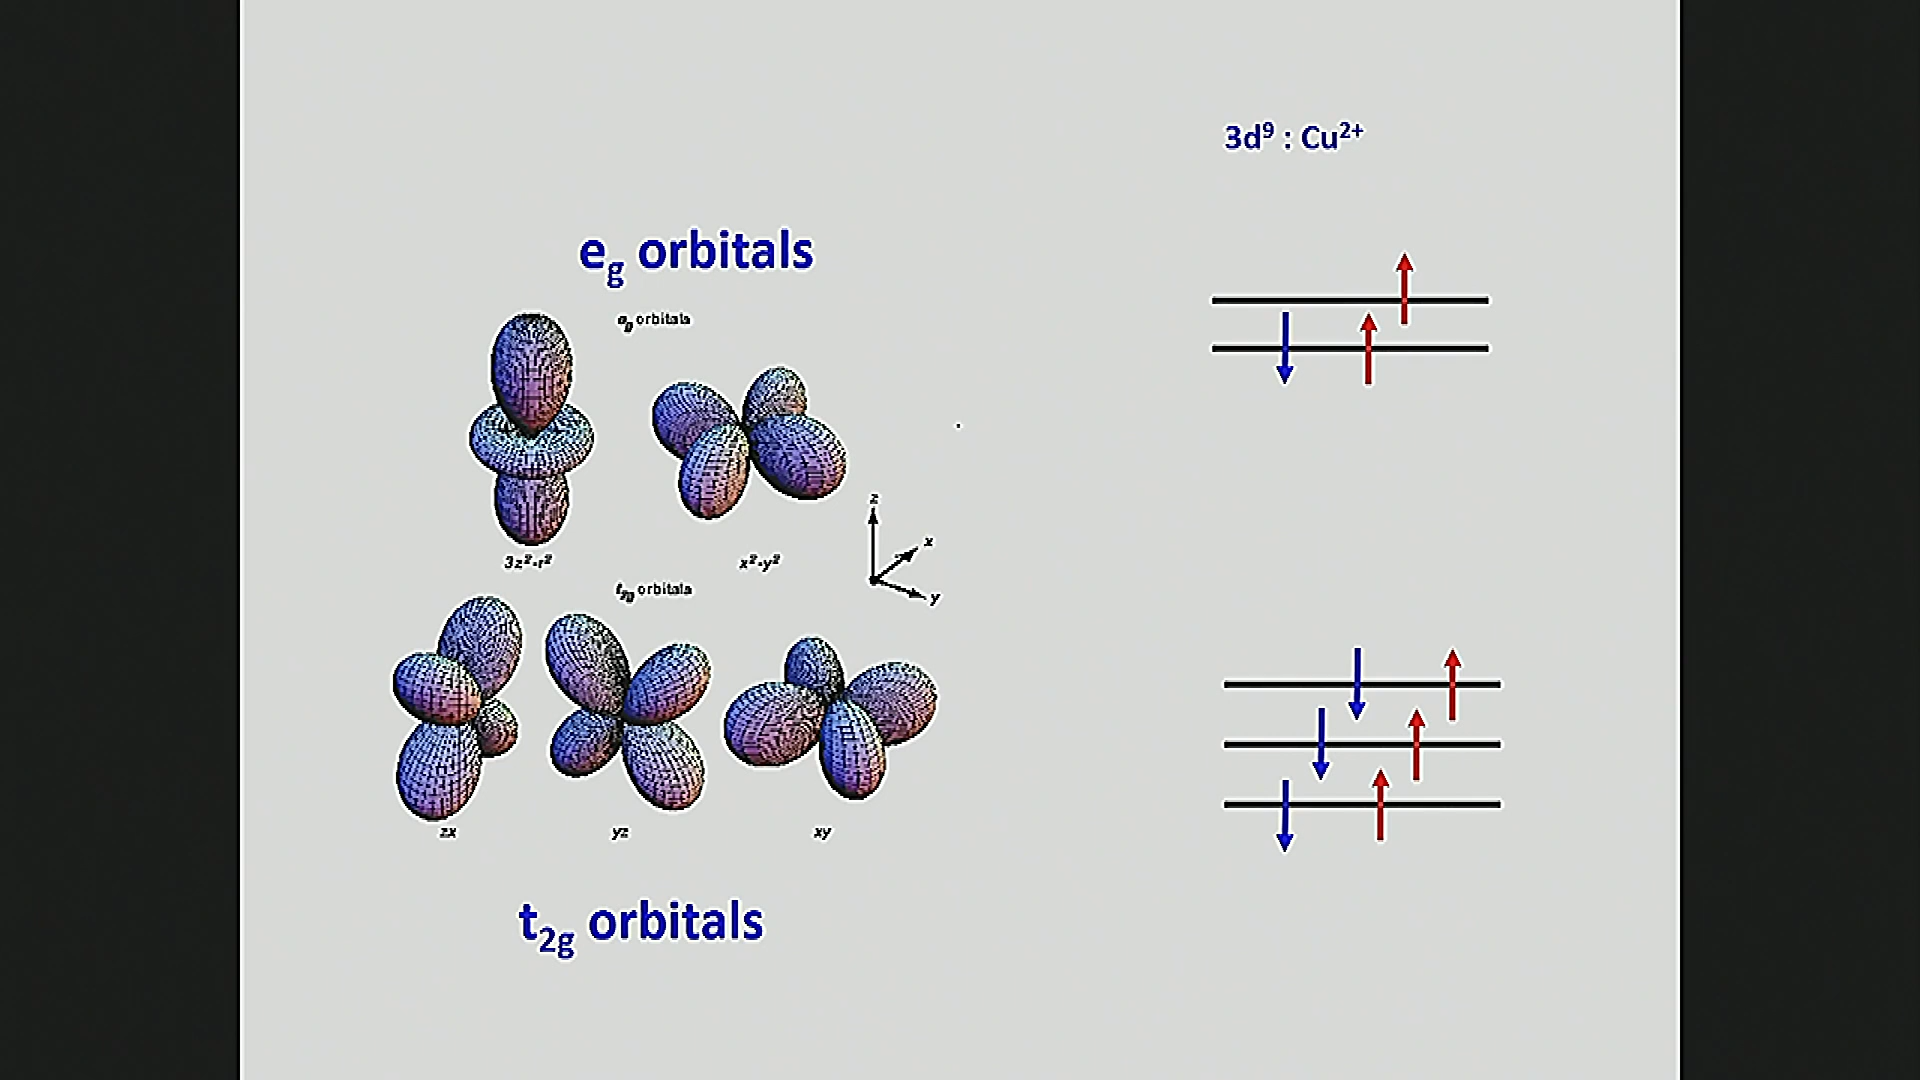 3d⁹ : Cu²⁺
e_g orbitals
e_g orbitals
z
x
y
3z²-r²
x²-y²
t_2g orbitals
zx
yz
xy
t_2g orbitals